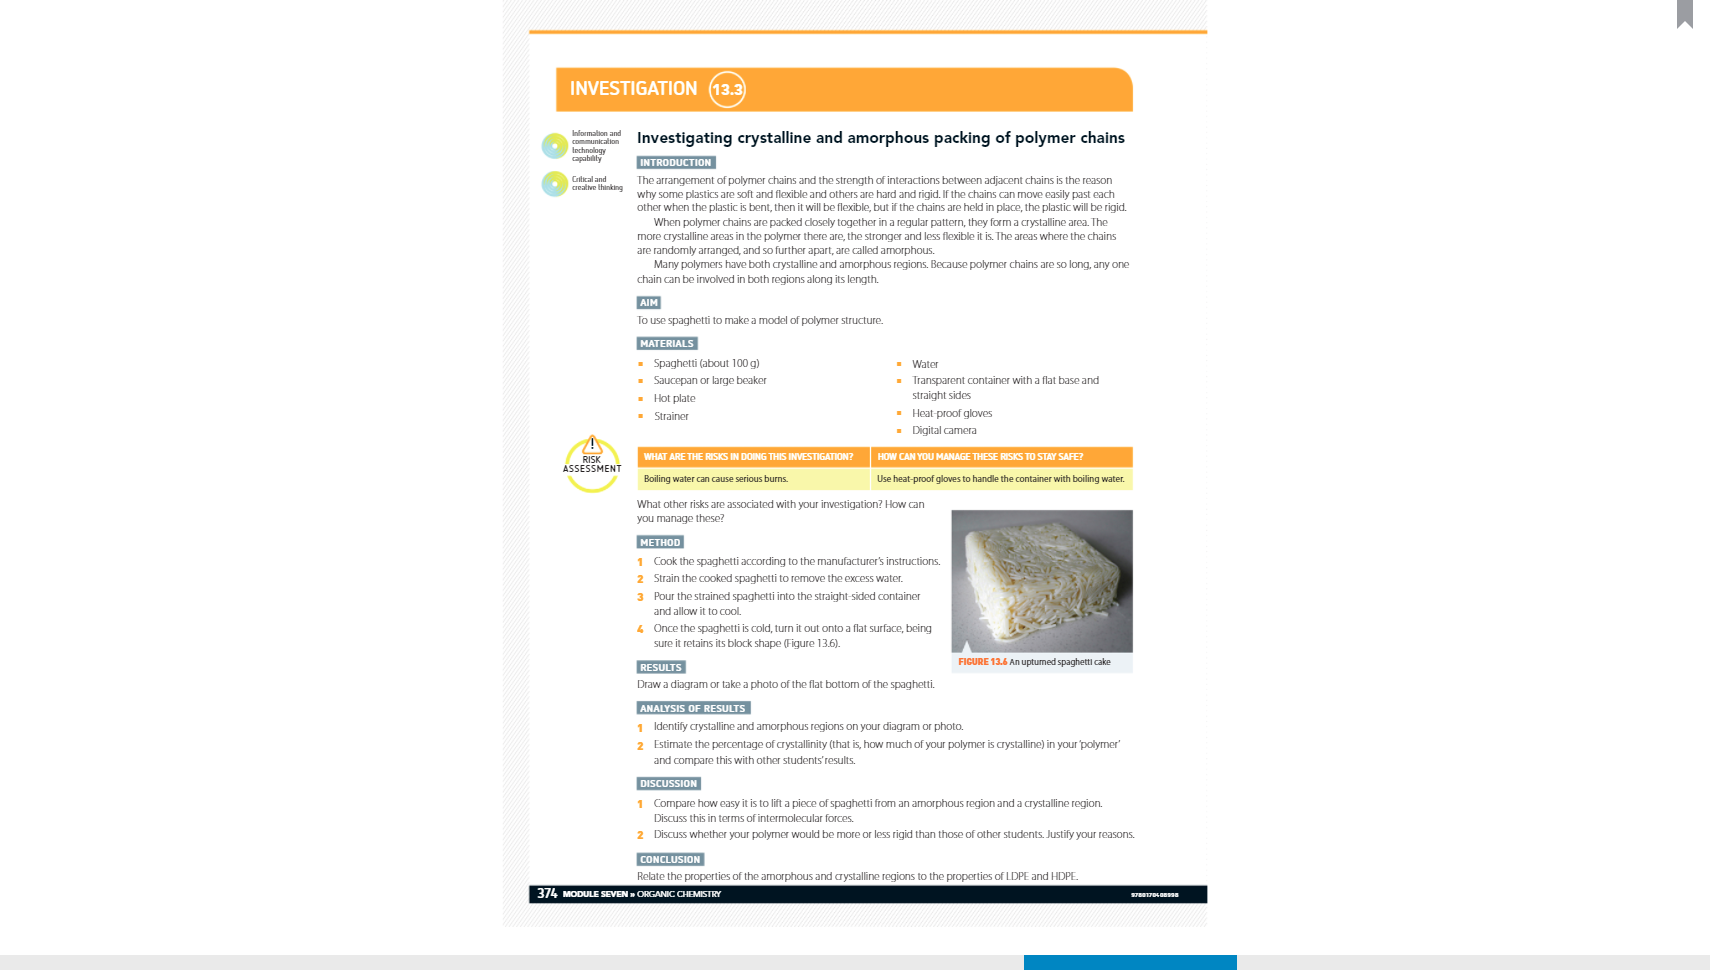 INVESTIGATION 13.3
Information and
communication
technology
capability
Critical and
creative thinking
Investigating crystalline and amorphous packing of polymer chains
INTRODUCTION
The arrangement of polymer chains and the strength of interactions between adjacent chains is the reason
why some plastics are soft and flexible and others are hard and rigid. If the chains can move easily past each
other when the plastic is bent, then it will be flexible, but if the chains are held in place, the plastic will be rigid.
When polymer chains are packed closely together in a regular pattern, they form a crystalline area. The
more crystalline areas in the polymer there are, the stronger and less flexible it is. The areas where the chains
are randomly arranged, and so further apart, are called amorphous.
Many polymers have both crystalline and amorphous regions. Because polymer chains are so long, any one
chain can be involved in both regions along its length.
AIM
To use spaghetti to make a model of polymer structure.
MATERIALS
Spaghetti (about 100 g)
Saucepan or large beaker
Hot plate
Strainer
Water
Transparent container with a flat base and
straight sides
Heat-proof gloves
Digital camera
!
RISK
ASSESSMENT
WHAT ARE THE RISKS IN DOING THIS INVESTIGATION? HOW CAN YOU MANAGE THESE RISKS TO STAY SAFE?
Boiling water can cause serious burns. Use heat-proof gloves to handle the container with boiling water.
What other risks are associated with your investigation? How can
you manage these?
METHOD
1 Cook the spaghetti according to the manufacturer's instructions.
2 Strain the cooked spaghetti to remove the excess water.
3 Pour the strained spaghetti into the straight-sided container
and allow it to cool.
4 Once the spaghetti is cold, turn it out onto a flat surface, being
sure it retains its block shape (Figure 13.6).
FIGURE 13.6 An upturned spaghetti cake
RESULTS
Draw a diagram or take a photo of the flat bottom of the spaghetti.
ANALYSIS OF RESULTS
1 Identify crystalline and amorphous regions on your diagram or photo.
2 Estimate the percentage of crystallinity (that is, how much of your polymer is crystalline) in your 'polymer'
and compare this with other students' results.
DISCUSSION
1 Compare how easy it is to lift a piece of spaghetti from an amorphous region and a crystalline region.
Discuss this in terms of intermolecular forces.
2 Discuss whether your polymer would be more or less rigid than those of other students. Justify your reasons.
CONCLUSION
Relate the properties of the amorphous and crystalline regions to the properties of LDPE and HDPE.
374 MODULE SEVEN » ORGANIC CHEMISTRY
9780170408998